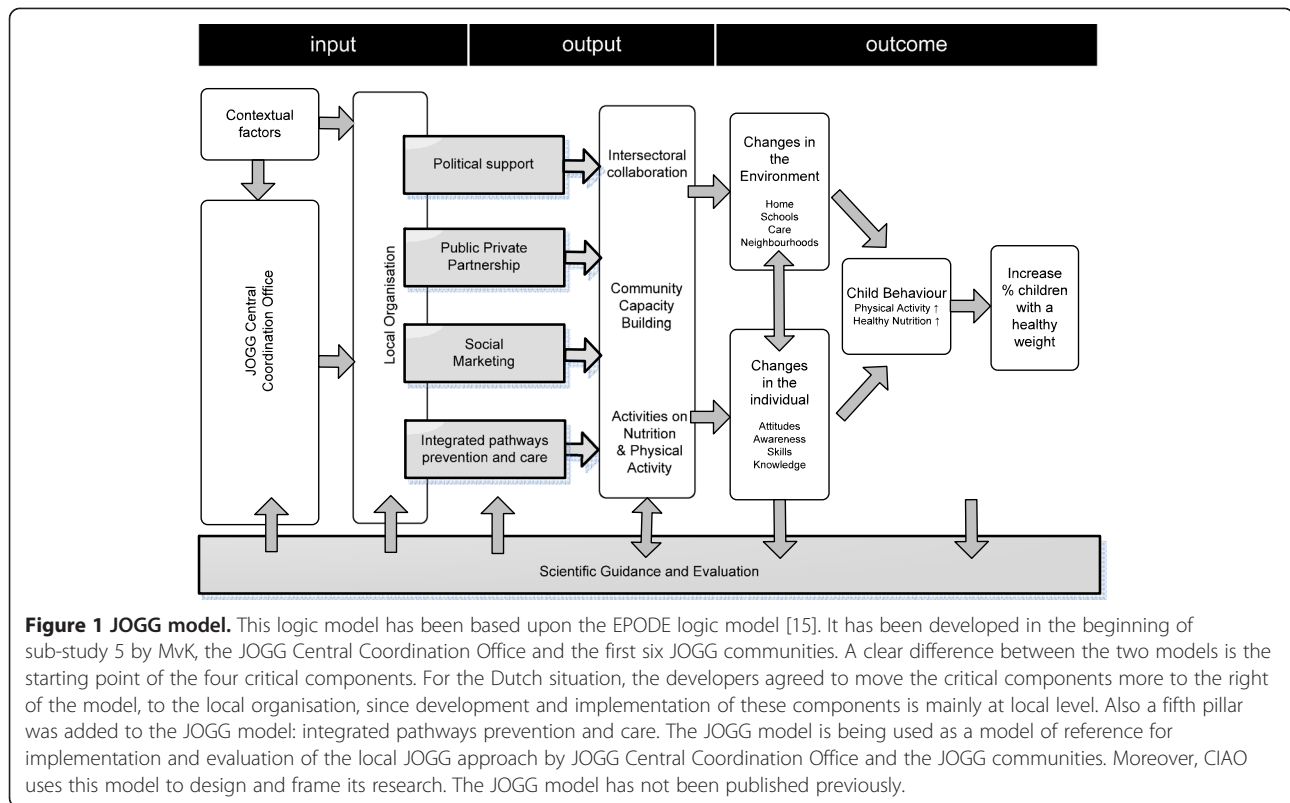 input
output
outcome
Contextual
factors
JOGG Central
Coordination Office
Local Organisation
Political support
Public Private
Partnership
Social
Marketing
Integrated pathways
prevention and care
Intersectoral
collaboration
Community
Capacity
Building
Activities on
Nutrition
& Physical
Activity
Changes in
the
Environment
Home
Schools
Care
Neighbourhoods
Changes
in the
individual
Attitudes
Awareness
Skills
Knowledge
Child Behaviour
Physical Activity ↑
Healthy Nutrition ↑
Increase
% children
with a
healthy
weight
Scientific Guidance and Evaluation
Figure 1 JOGG model. This logic model has been based upon the EPODE logic model [15]. It has been developed in the beginning of
sub-study 5 by MvK, the JOGG Central Coordination Office and the first six JOGG communities. A clear difference between the two models is the
starting point of the four critical components. For the Dutch situation, the developers agreed to move the critical components more to the right
of the model, to the local organisation, since development and implementation of these components is mainly at local level. Also a fifth pillar
was added to the JOGG model: integrated pathways prevention and care. The JOGG model is being used as a model of reference for
implementation and evaluation of the local JOGG approach by JOGG Central Coordination Office and the JOGG communities. Moreover, CIAO
uses this model to design and frame its research. The JOGG model has not been published previously.